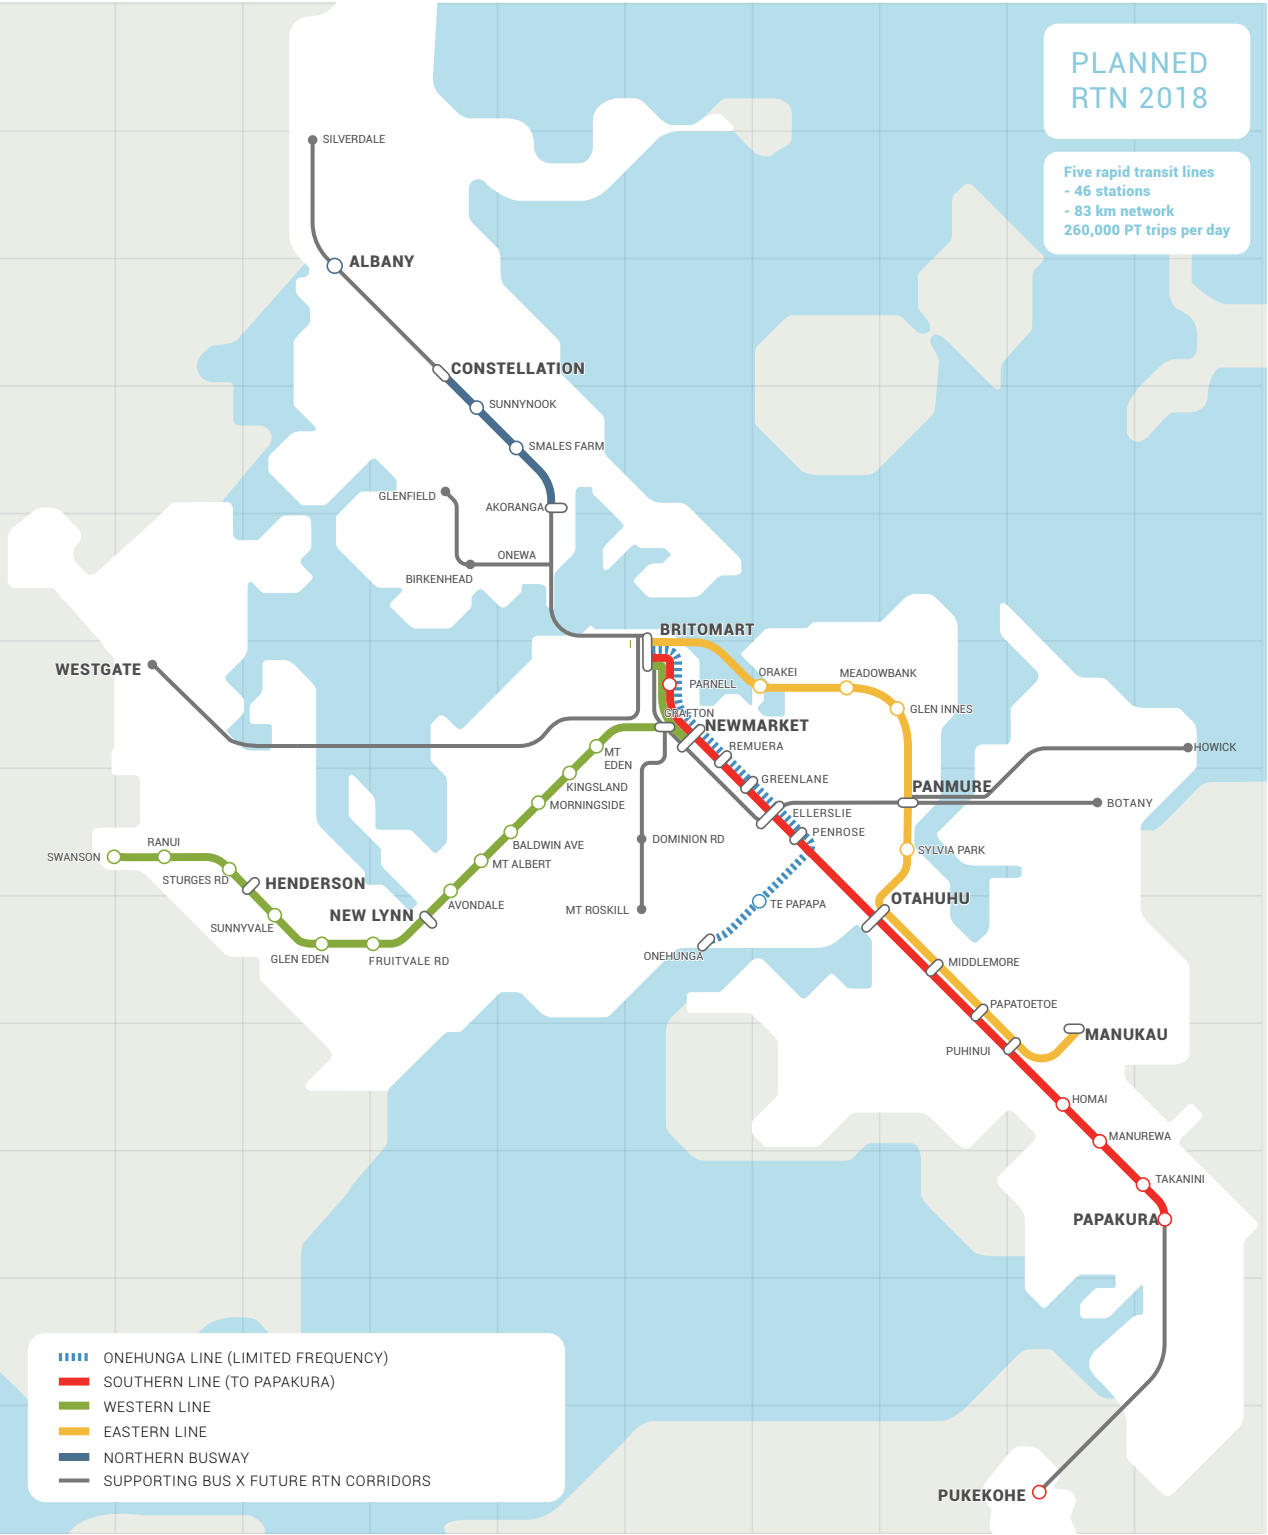 PLANNED
RTN 2018
Five rapid transit lines
- 46 stations
- 83 km network
260,000 PT trips per day
SILVERDALE
ALBANY
CONSTELLATION
SUNNYNOOK
SMALES FARM
GLENFIELD
AKORANGA
ONEWA
BIRKENHEAD
BRITOMART
WESTGATE
ORAKEI
MEADOWBANK
PARNELL
GLEN INNES
GRAFTON
NEWMARKET
REMUERA
HOWICK
MT
EDEN
GREENLANE
KINGSLAND
PANMURE
MORNINGSIDE
BOTANY
ELLERSLIE
PENROSE
DOMINION RD
BALDWIN AVE
RANUI
SWANSON
MT ALBERT
SYLVIA PARK
STURGES RD
HENDERSON
OTAHUHU
AVONDALE
TE PAPAPA
MT ROSKILL
NEW LYNN
SUNNYVALE
GLEN EDEN
FRUITVALE RD
ONEHUNGA
MIDDLEMORE
PAPATOETOE
MANUKAU
PUHINUI
HOMAI
MANUREWA
TAKANINI
PAPAKURA
ONEHUNGA LINE (LIMITED FREQUENCY)
SOUTHERN LINE (TO PAPAKURA)
WESTERN LINE
EASTERN LINE
NORTHERN BUSWAY
SUPPORTING BUS X FUTURE RTN CORRIDORS
PUKEKOHE